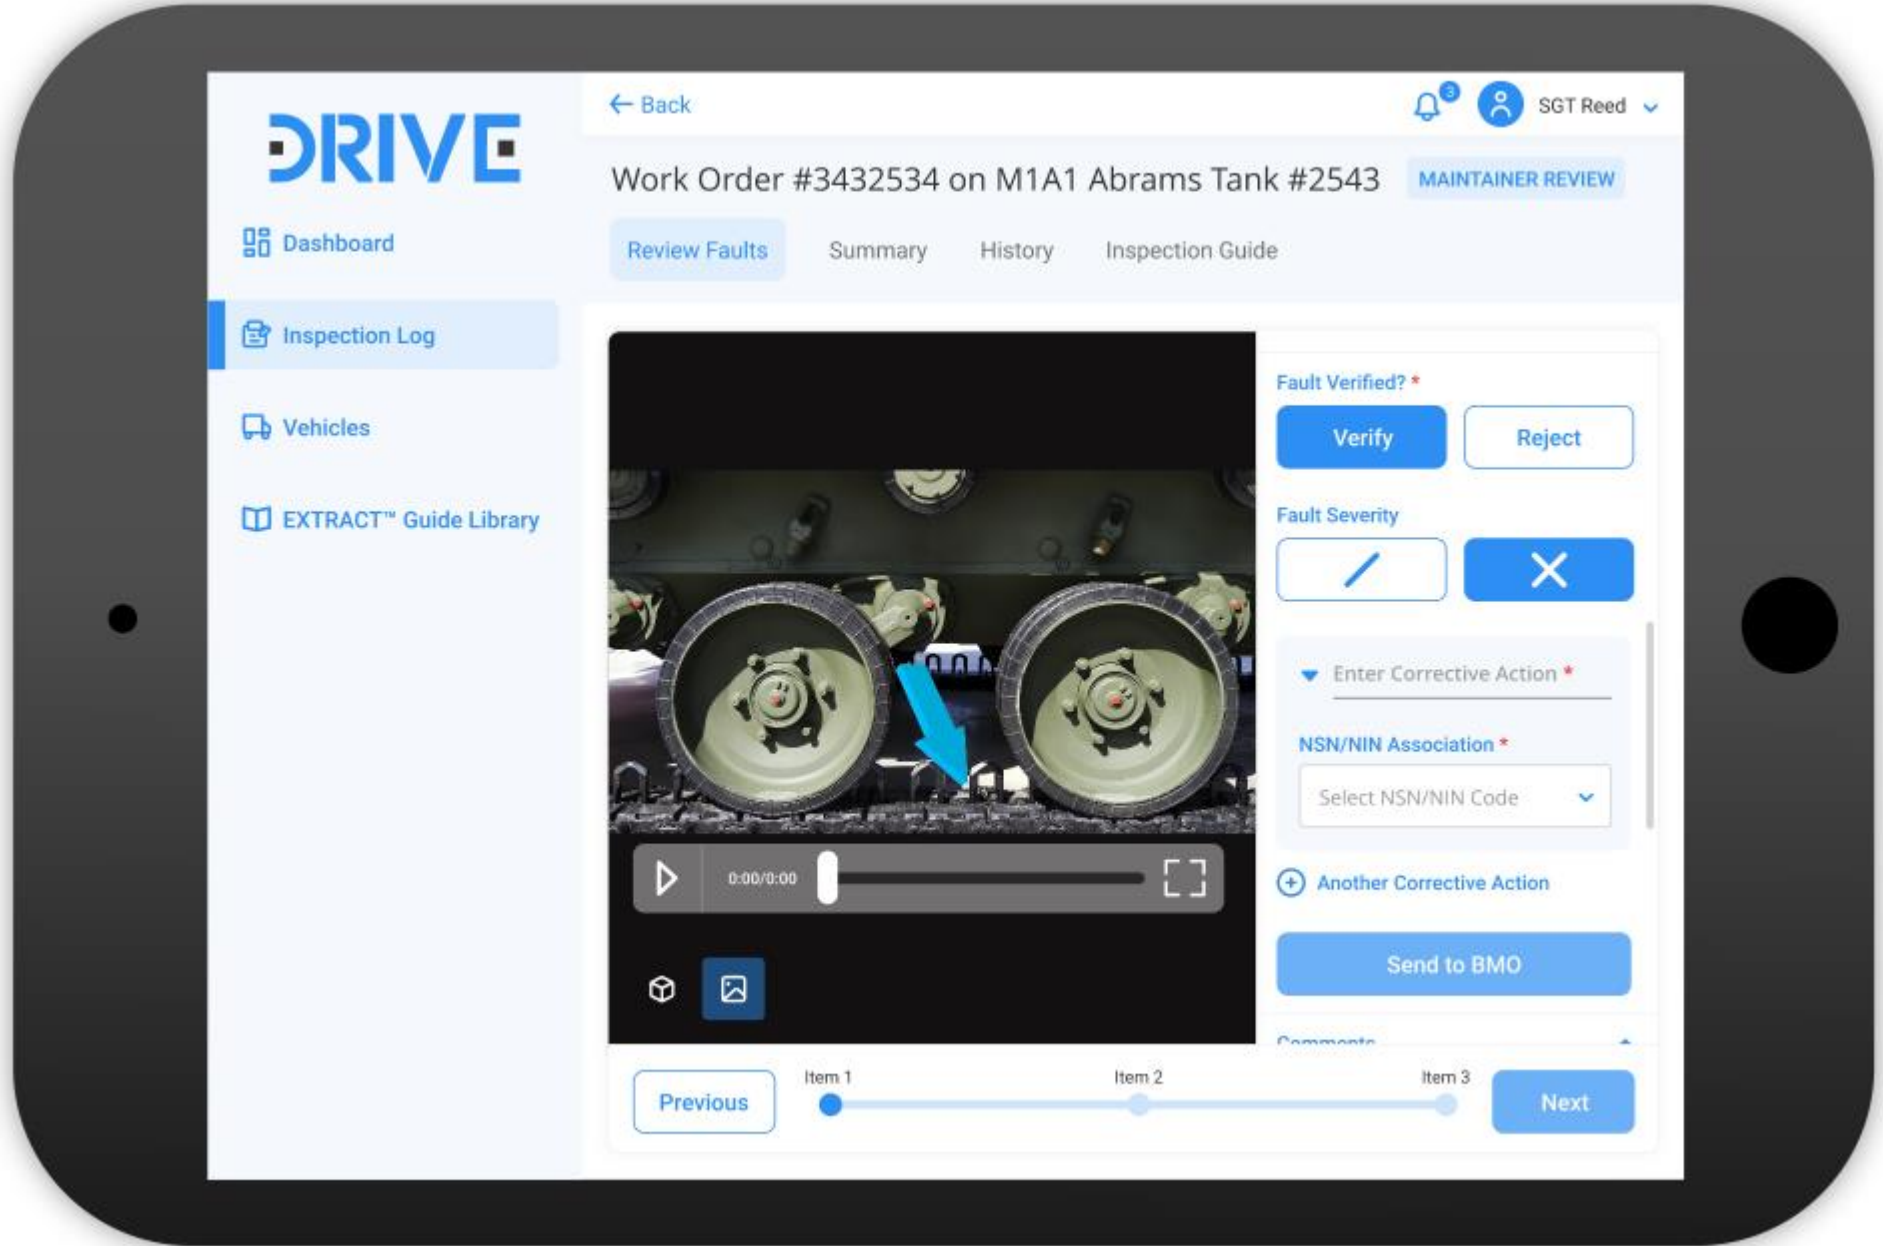 DRIVE
Dashboard
Inspection Log
Vehicles
EXTRACT™ Guide Library
← Back
3
SGT Reed
Work Order #3432534 on M1A1 Abrams Tank #2543
MAINTAINER REVIEW
Review Faults
Summary
History
Inspection Guide
Fault Verified? *
Verify
Reject
Fault Severity
Enter Corrective Action *
NSN/NIN Association *
Select NSN/NIN Code
Another Corrective Action
Send to BMO
Comments
0:00/0:00
Previous
Item 1
Item 2
Item 3
Next